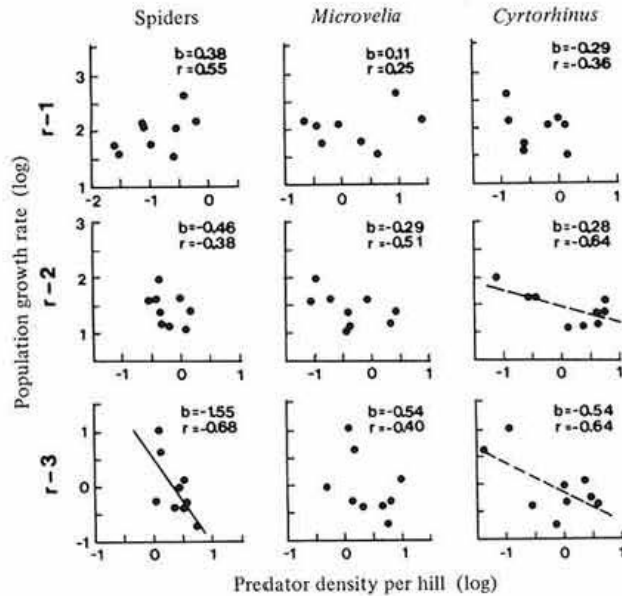 Spiders Microvelia Cyrtorhinus
b=0.38 b=0.11 b=-0.29
r=0.55 r=0.25 r=-0.36
3
2
1
r-1
-2 -1 0 -1 0 1 -1 0 1
b=-0.46 b=-0.29 b=-0.28
r=-0.38 r=-0.51 r=-0.64
3
2
1
r-2
-1 0 1 -1 0 1 -1 0 1
b=-1.55 b=-0.54 b=-0.54
r=-0.68 r=-0.40 r=-0.64
1
0
-1
r-3
-1 0 1 -1 0 1 -1 0 1
Population growth rate (log)
Predator density per hill (log)